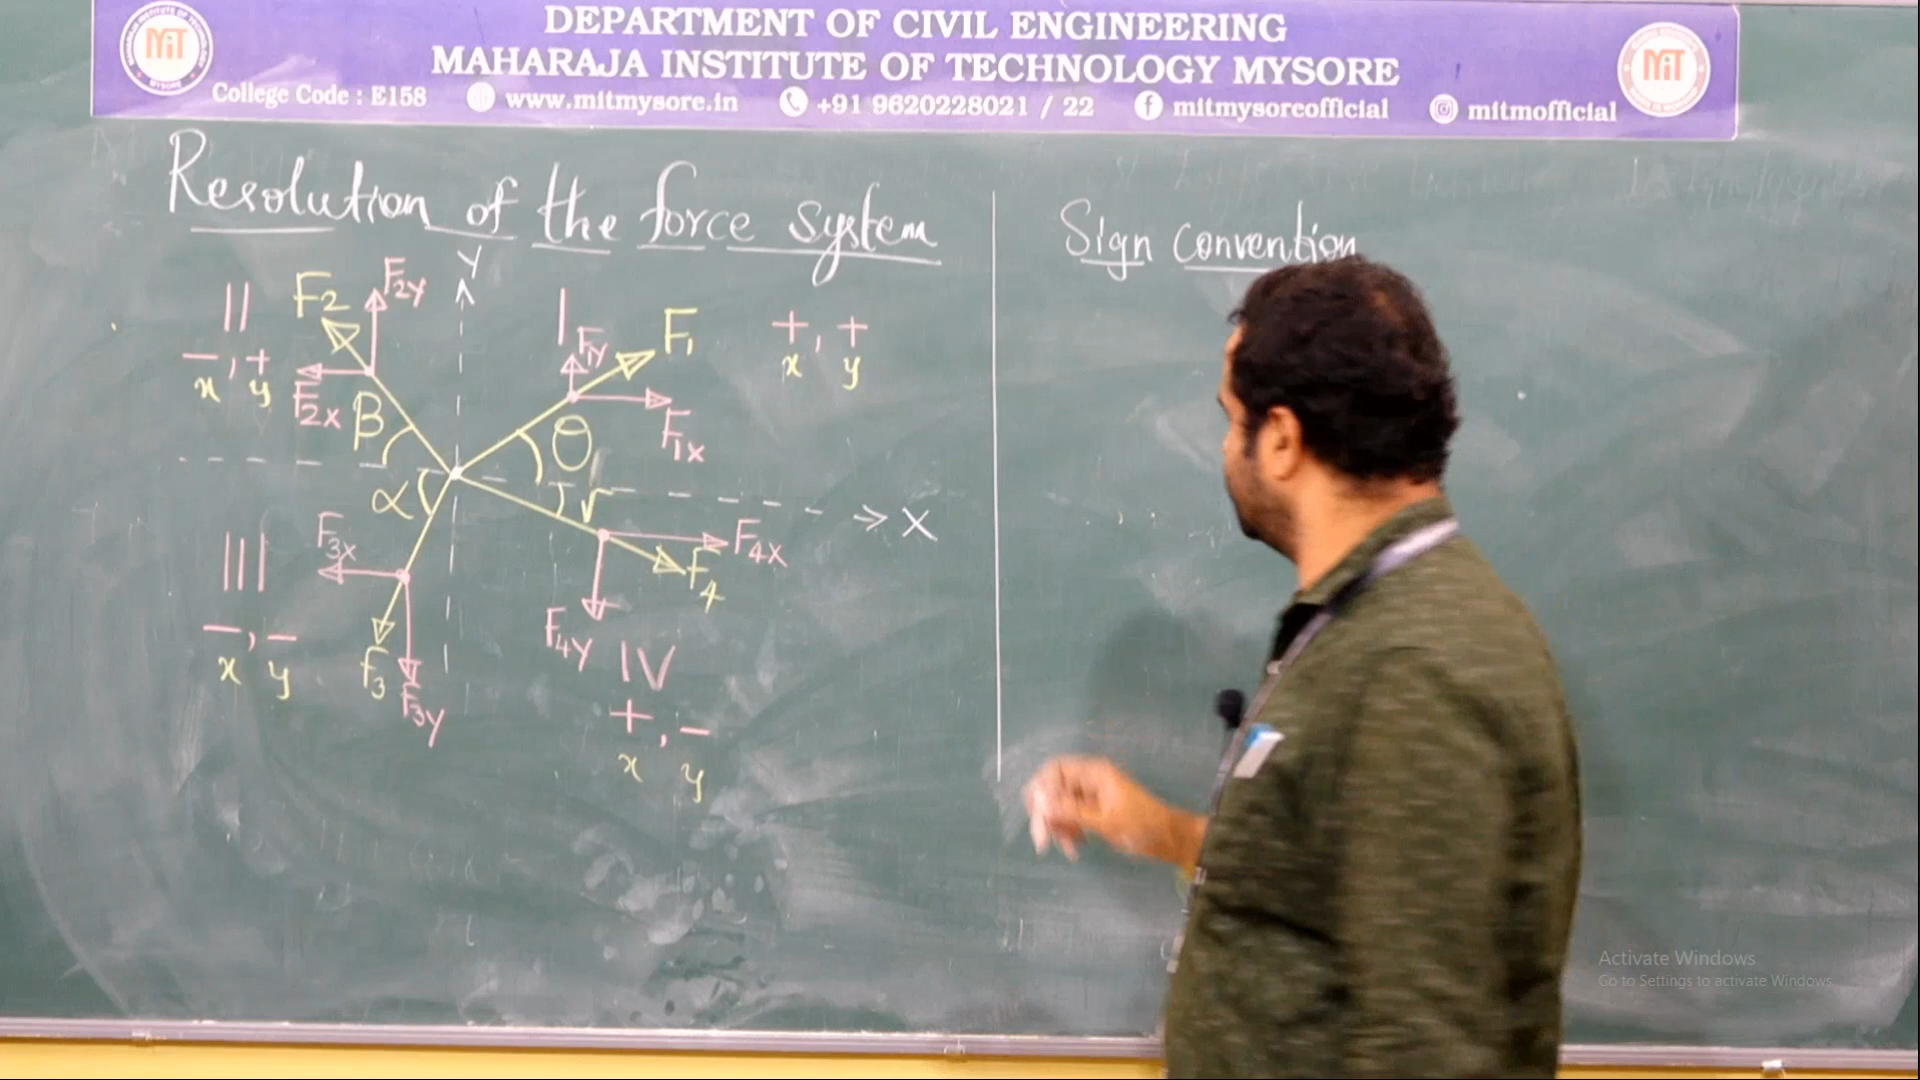 DEPARTMENT OF CIVIL ENGINEERING
MAHARAJA INSTITUTE OF TECHNOLOGY MYSORE
College Code : E158 www.mitmysore.in +91 9620228021 / 22 mitmysoreofficial mitmofficial
MiT
MiT
Resolution of the force system
Y
II
F2
F2y
-, +
x y
F2x
β
I
F1y
F1
+, +
x y
F1x
θ
α
X
III
F3x
-, -
x y
F3
F3y
F4x
F4
F4y
IV
+, -
x y
Sign convention
Activate Windows
Go to Settings to activate Windows.